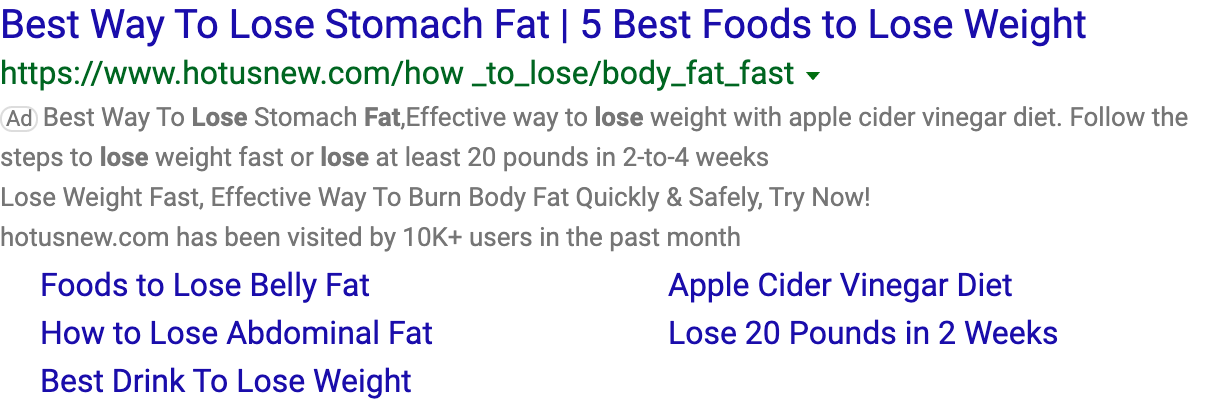 Best Way To Lose Stomach Fat | 5 Best Foods to Lose Weight
https://www.hotusnew.com/how _to_lose/body_fat_fast
Ad Best Way To Lose Stomach Fat,Effective way to lose weight with apple cider vinegar diet. Follow the
steps to lose weight fast or lose at least 20 pounds in 2-to-4 weeks
Lose Weight Fast, Effective Way To Burn Body Fat Quickly & Safely, Try Now!
hotusnew.com has been visited by 10K+ users in the past month
Foods to Lose Belly Fat
Apple Cider Vinegar Diet
How to Lose Abdominal Fat
Lose 20 Pounds in 2 Weeks
Best Drink To Lose Weight